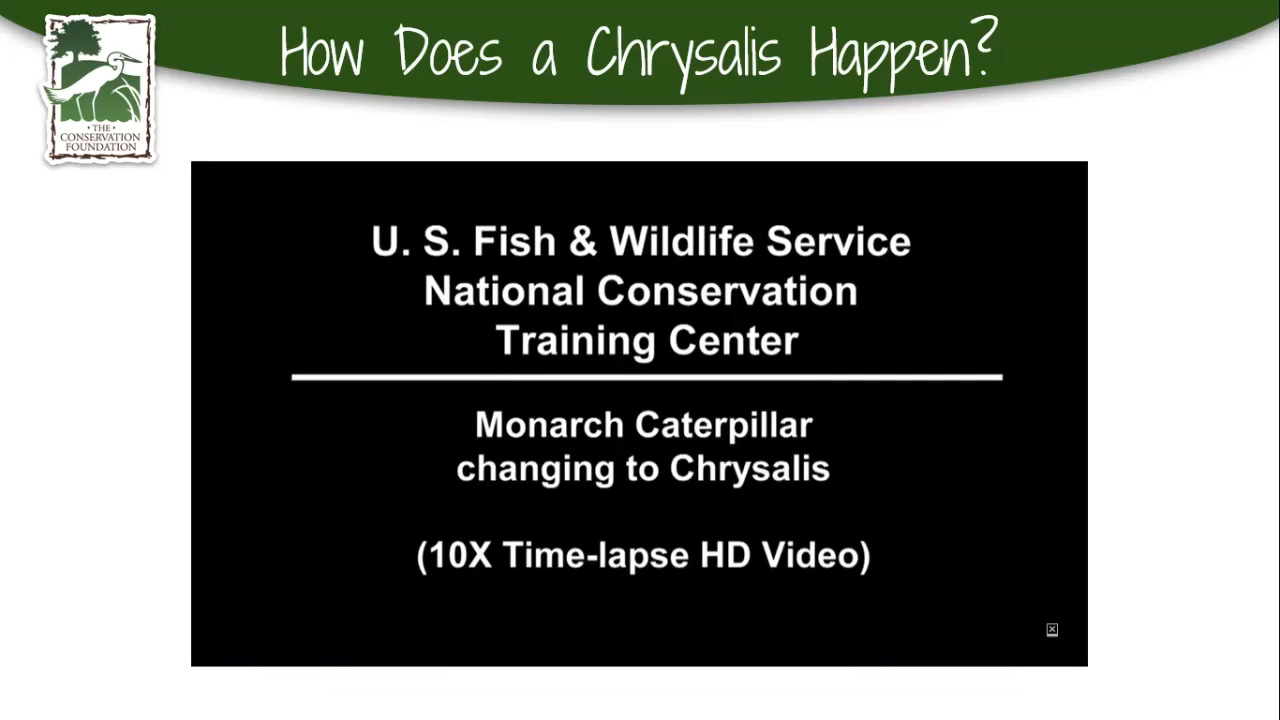 How Does a Chrysalis Happen?
• THE •
CONSERVATION
FOUNDATION
U. S. Fish & Wildlife Service
National Conservation
Training Center
Monarch Caterpillar
changing to Chrysalis
(10X Time-lapse HD Video)